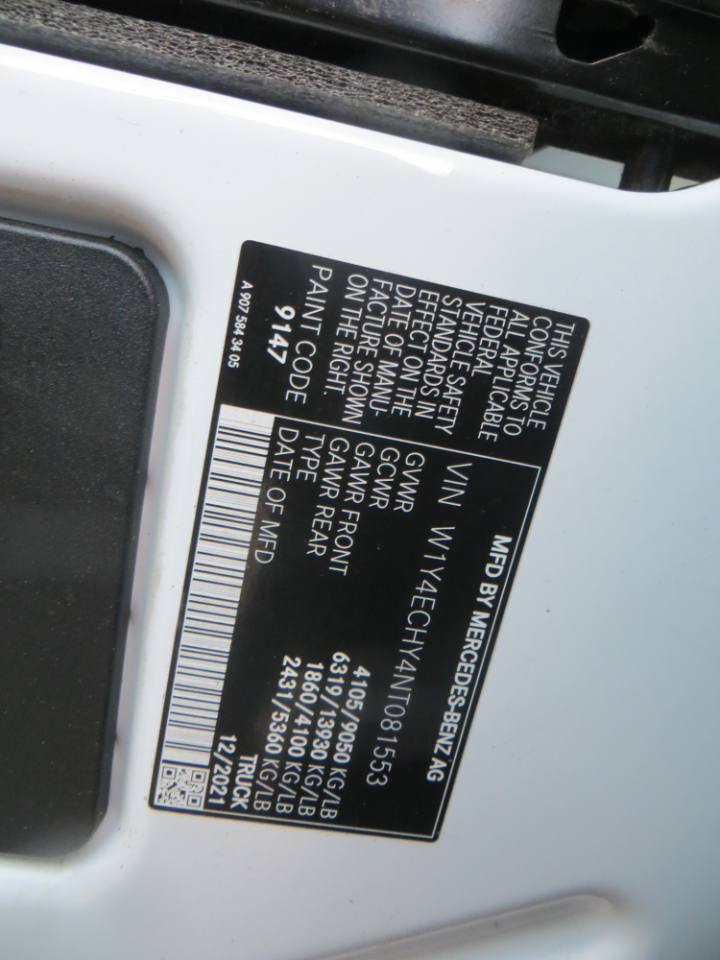 MFD BY MERCEDES-BENZ AG
THIS VEHICLE
CONFORMS TO
ALL APPLICABLE
FEDERAL
VEHICLE SAFETY
STANDARDS IN
EFFECT ON THE
DATE OF MANU-
FACTURE SHOWN
ON THE RIGHT.
PAINT CODE
9147
A 907 584 34 05
VIN W1Y4ECHY4NT081553
GVWR 4105/9050 KG/LB
GCWR 6319/13930 KG/LB
GAWR FRONT 1860/4100 KG/LB
GAWR REAR 2431/5360 KG/LB
TYPE TRUCK
DATE OF MFD 12/2021